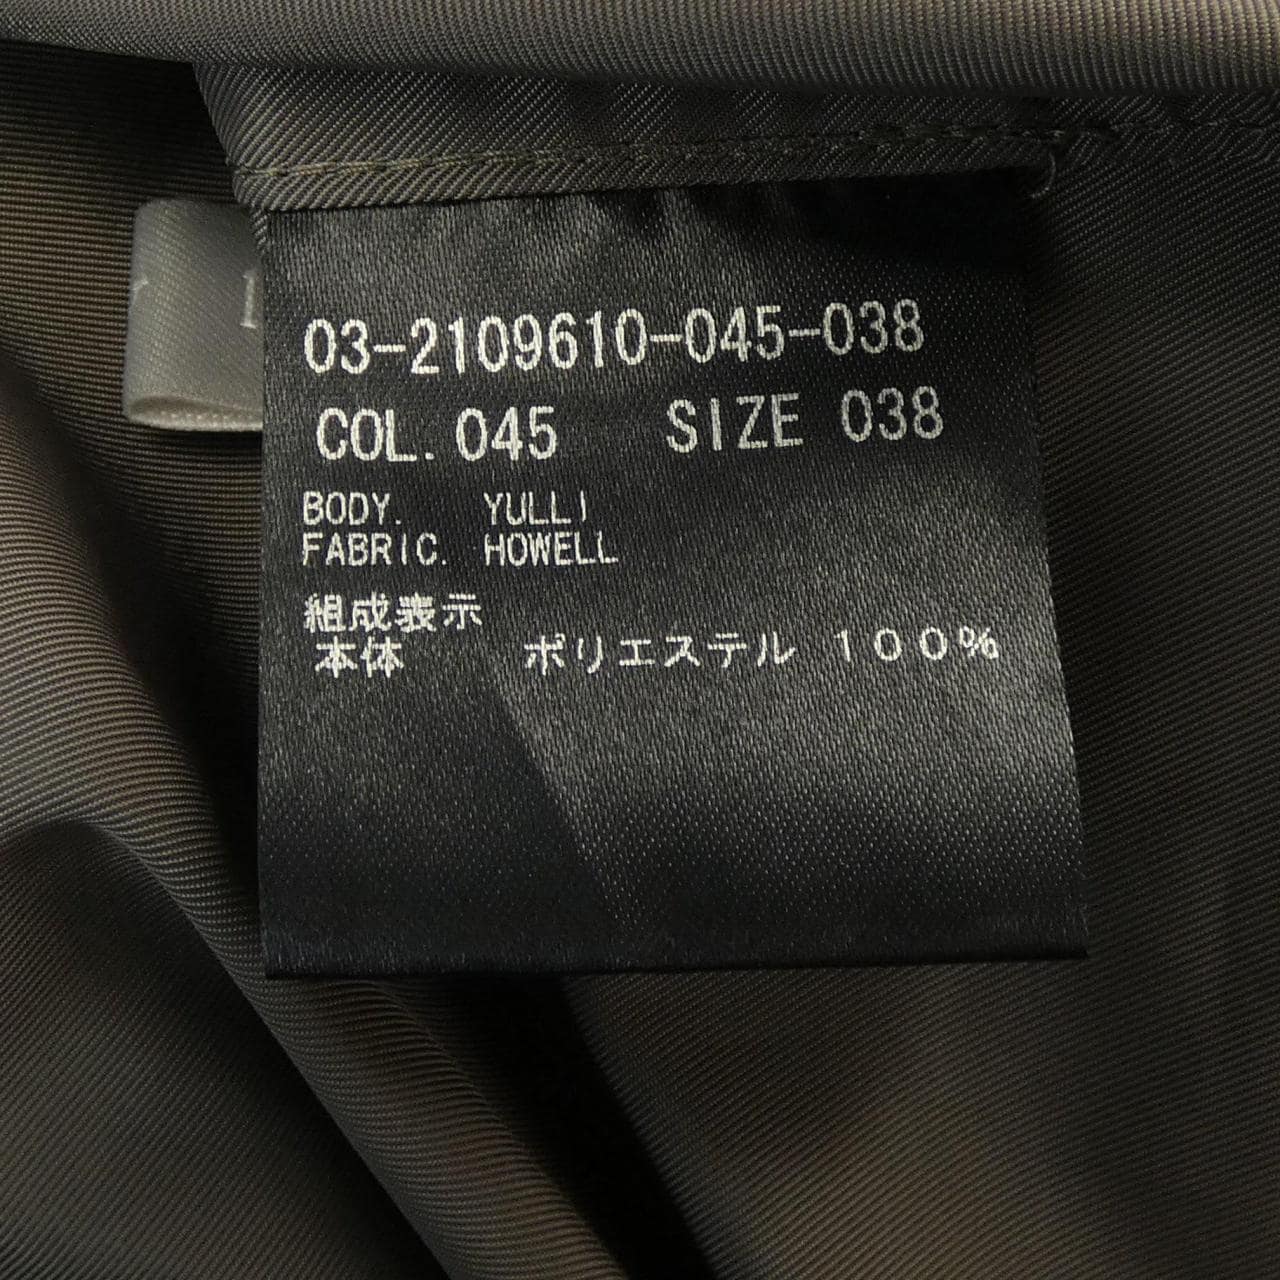 03-2109610-045-038
COL. 045 SIZE 038
BODY. YULLI
FABRIC. HOWELL
組成表示
本体 ポリエステル １００％